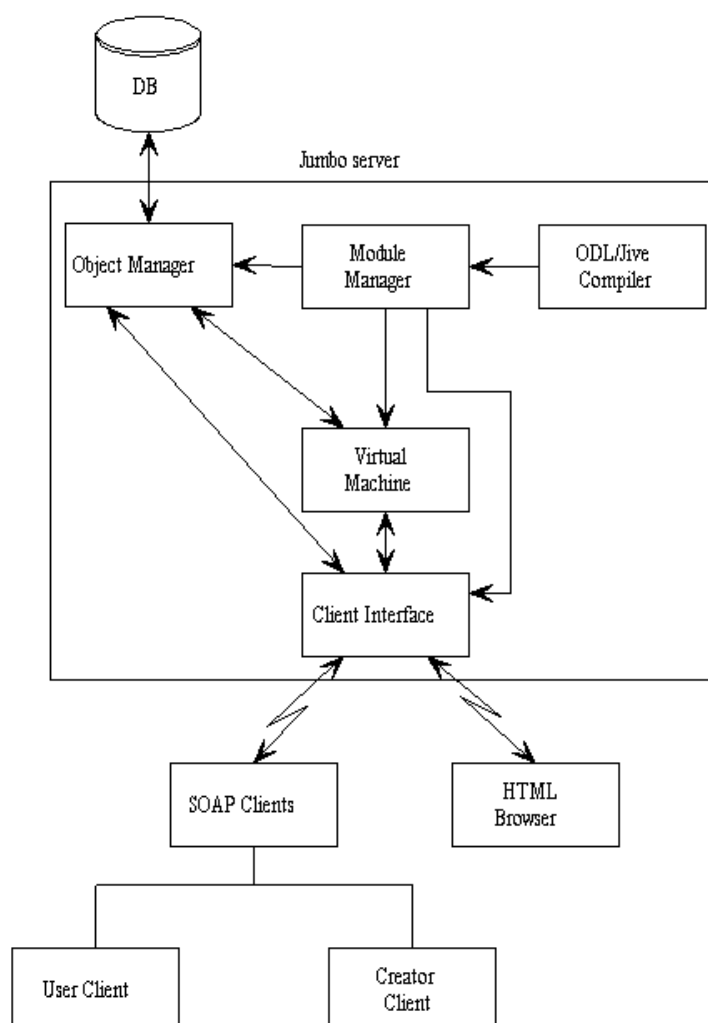 DB
Jumbo server
Object Manager
Module
Manager
ODL/Jive
Compiler
Virtual
Machine
Client Interface
SOAP Clients
HTML
Browser
User Client
Creator
Client